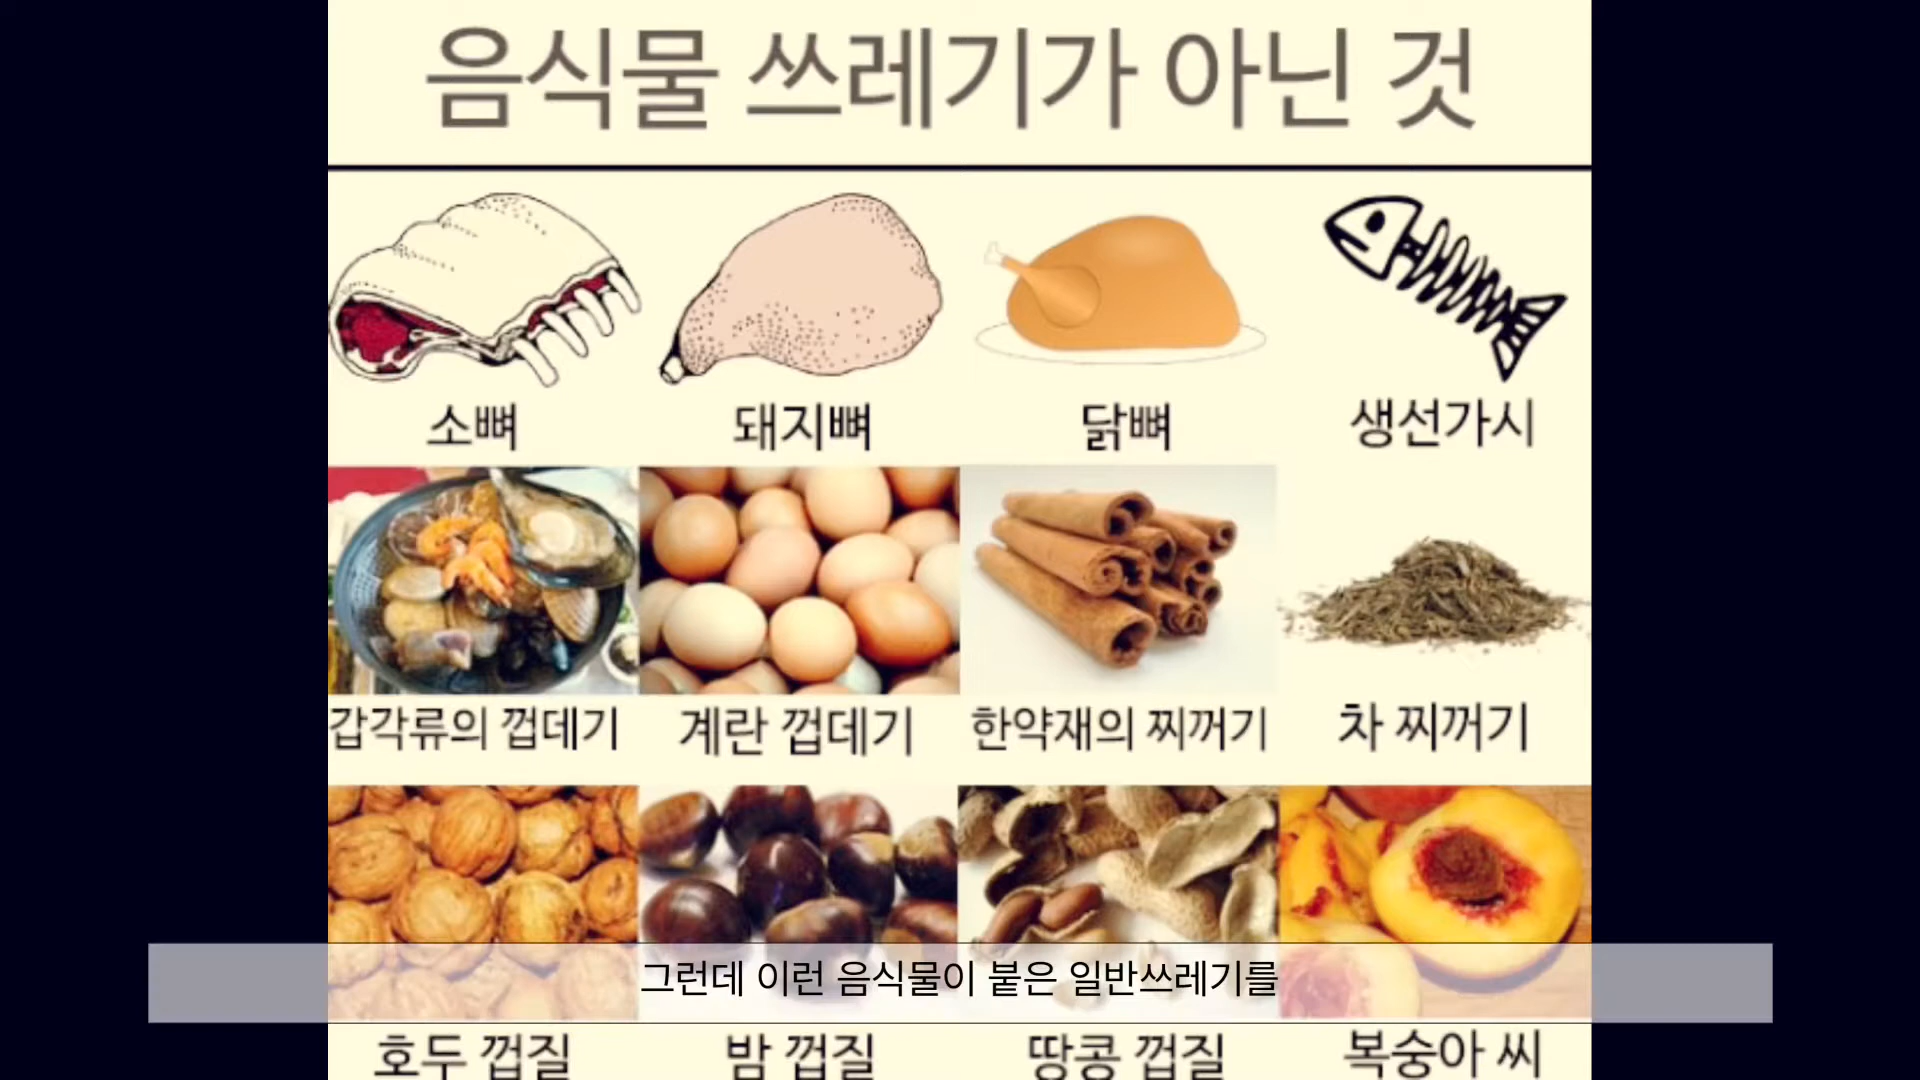 음식물 쓰레기가 아닌 것
소뼈 돼지뼈 닭뼈 생선가시
갑각류의 껍데기 계란 껍데기 한약재의 찌꺼기 차 찌꺼기
그런데 이런 음식물이 붙은 일반쓰레기를
호두 껍질 밤 껍질 땅콩 껍질 복숭아 씨